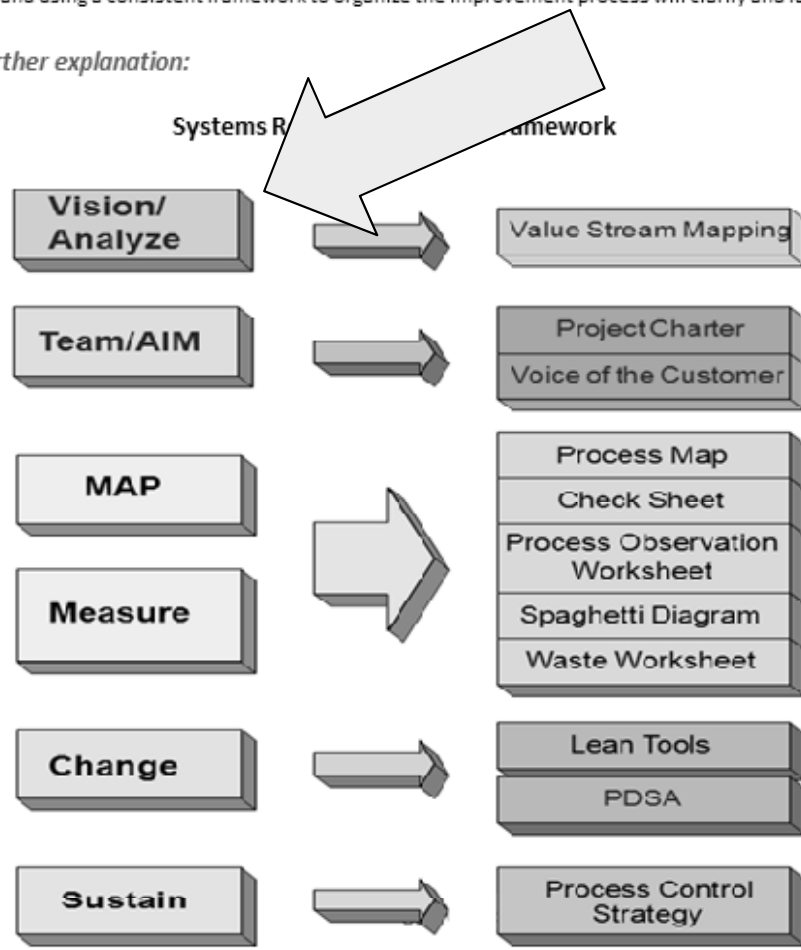 rther explanation:
Systems R amework
Vision/
Analyze
Value Stream Mapping
Team/AIM
Project Charter
Voice of the Customer
MAP
Measure
Process Map
Check Sheet
Process Observation
Worksheet
Spaghetti Diagram
Waste Worksheet
Change
Lean Tools
PDSA
Sustain
Process Control
Strategy